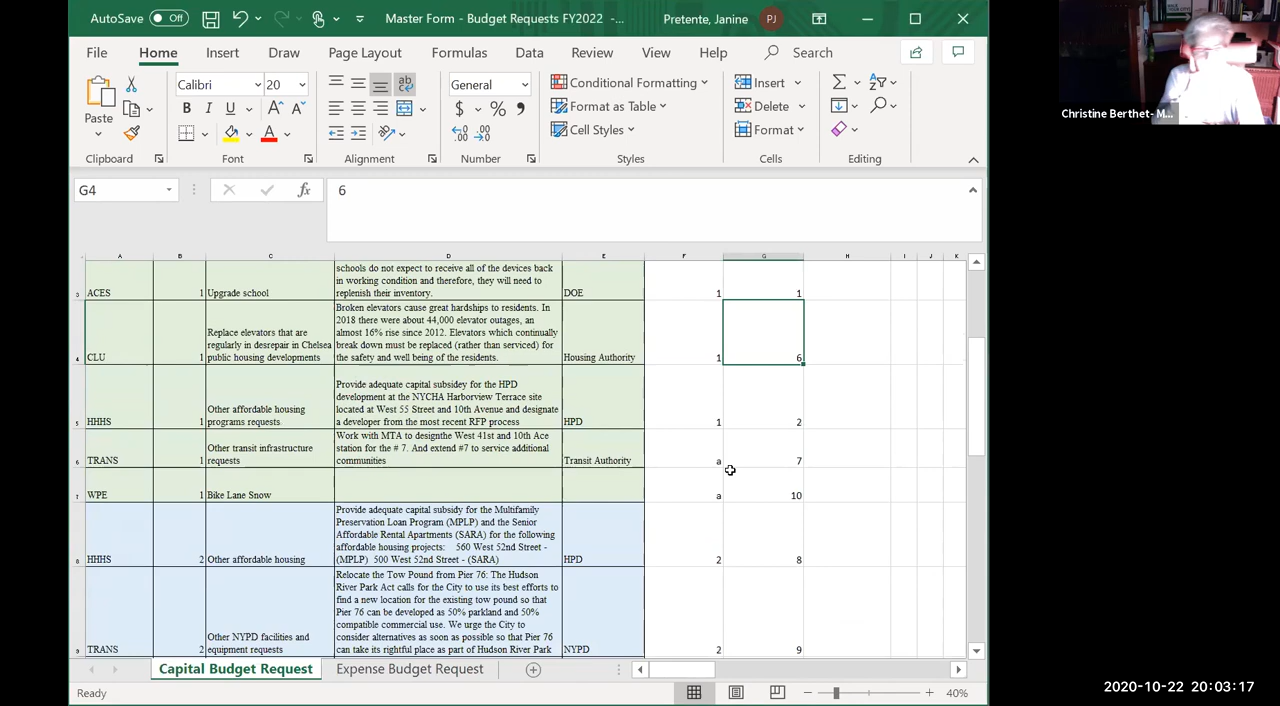 AutoSave Off Master Form - Budget Requests FY2022 -... Pretente, Janine PJ
File Home Insert Draw Page Layout Formulas Data Review View Help Search
Calibri 20 General Conditional Formatting Insert
Paste B I U A A $ % , Format as Table Delete
A Cell Styles Format
Clipboard Font Alignment Number Styles Cells Editing
G4 fx 6
A B C D E F G H I J K
schools do not expect to receive all of the devices back
in working condition and therefore, they will need to
3 ACES 1 Upgrade school replenish their inventory. DOE 1 1
Broken elevators cause great hardships to residents. In
Replace elevators that are 2018 there were about 44,000 elevator outages, an
regularly in desrepair in Chelsea almost 16% rise since 2012. Elevators which continually
public housing developments break down must be replaced (rather than serviced) for
4 CLU 1 the safety and well being of the residents. Housing Authority 1 6
Provide adequate capital subsidey for the HPD
development at the NYCHA Harborview Terrace site
Other affordable housing located at West 55 Street and 10th Avenue and designate
5 HHHS 1 programs requests a developer from the most recent RFP process HPD 1 2
Work with MTA to designthe West 41st and 10th Ace
Other transit infrastructure station for the # 7. And extend #7 to service additional
6 TRANS 1 requests communities Transit Authority a 7
7 WPE 1 Bike Lane Snow a 10
Provide adequate capital subsidy for the Multifamily
Preservation Loan Program (MPLP) and the Senior
Affordable Rental Apartments (SARA) for the following
affordable housing projects: 560 West 52nd Street -
8 HHHS 2 Other affordable housing (MPLP) 500 West 52nd Street - (SARA) HPD 2 8
Relocate the Tow Pound from Pier 76: The Hudson
River Park Act calls for the City to use its best efforts to
find a new location for the existing tow pound so that
Pier 76 can be developed as 50% parkland and 50%
compatible commercial use. We urge the City to
Other NYPD facilities and consider alternatives as soon as possible so that Pier 76
9 TRANS 2 equipment requests can take its rightful place as part of Hudson River Park NYPD 2 9
Capital Budget Request Expense Budget Request
Ready 40%
Christine Berthet- M...
2020-10-22 20:03:17